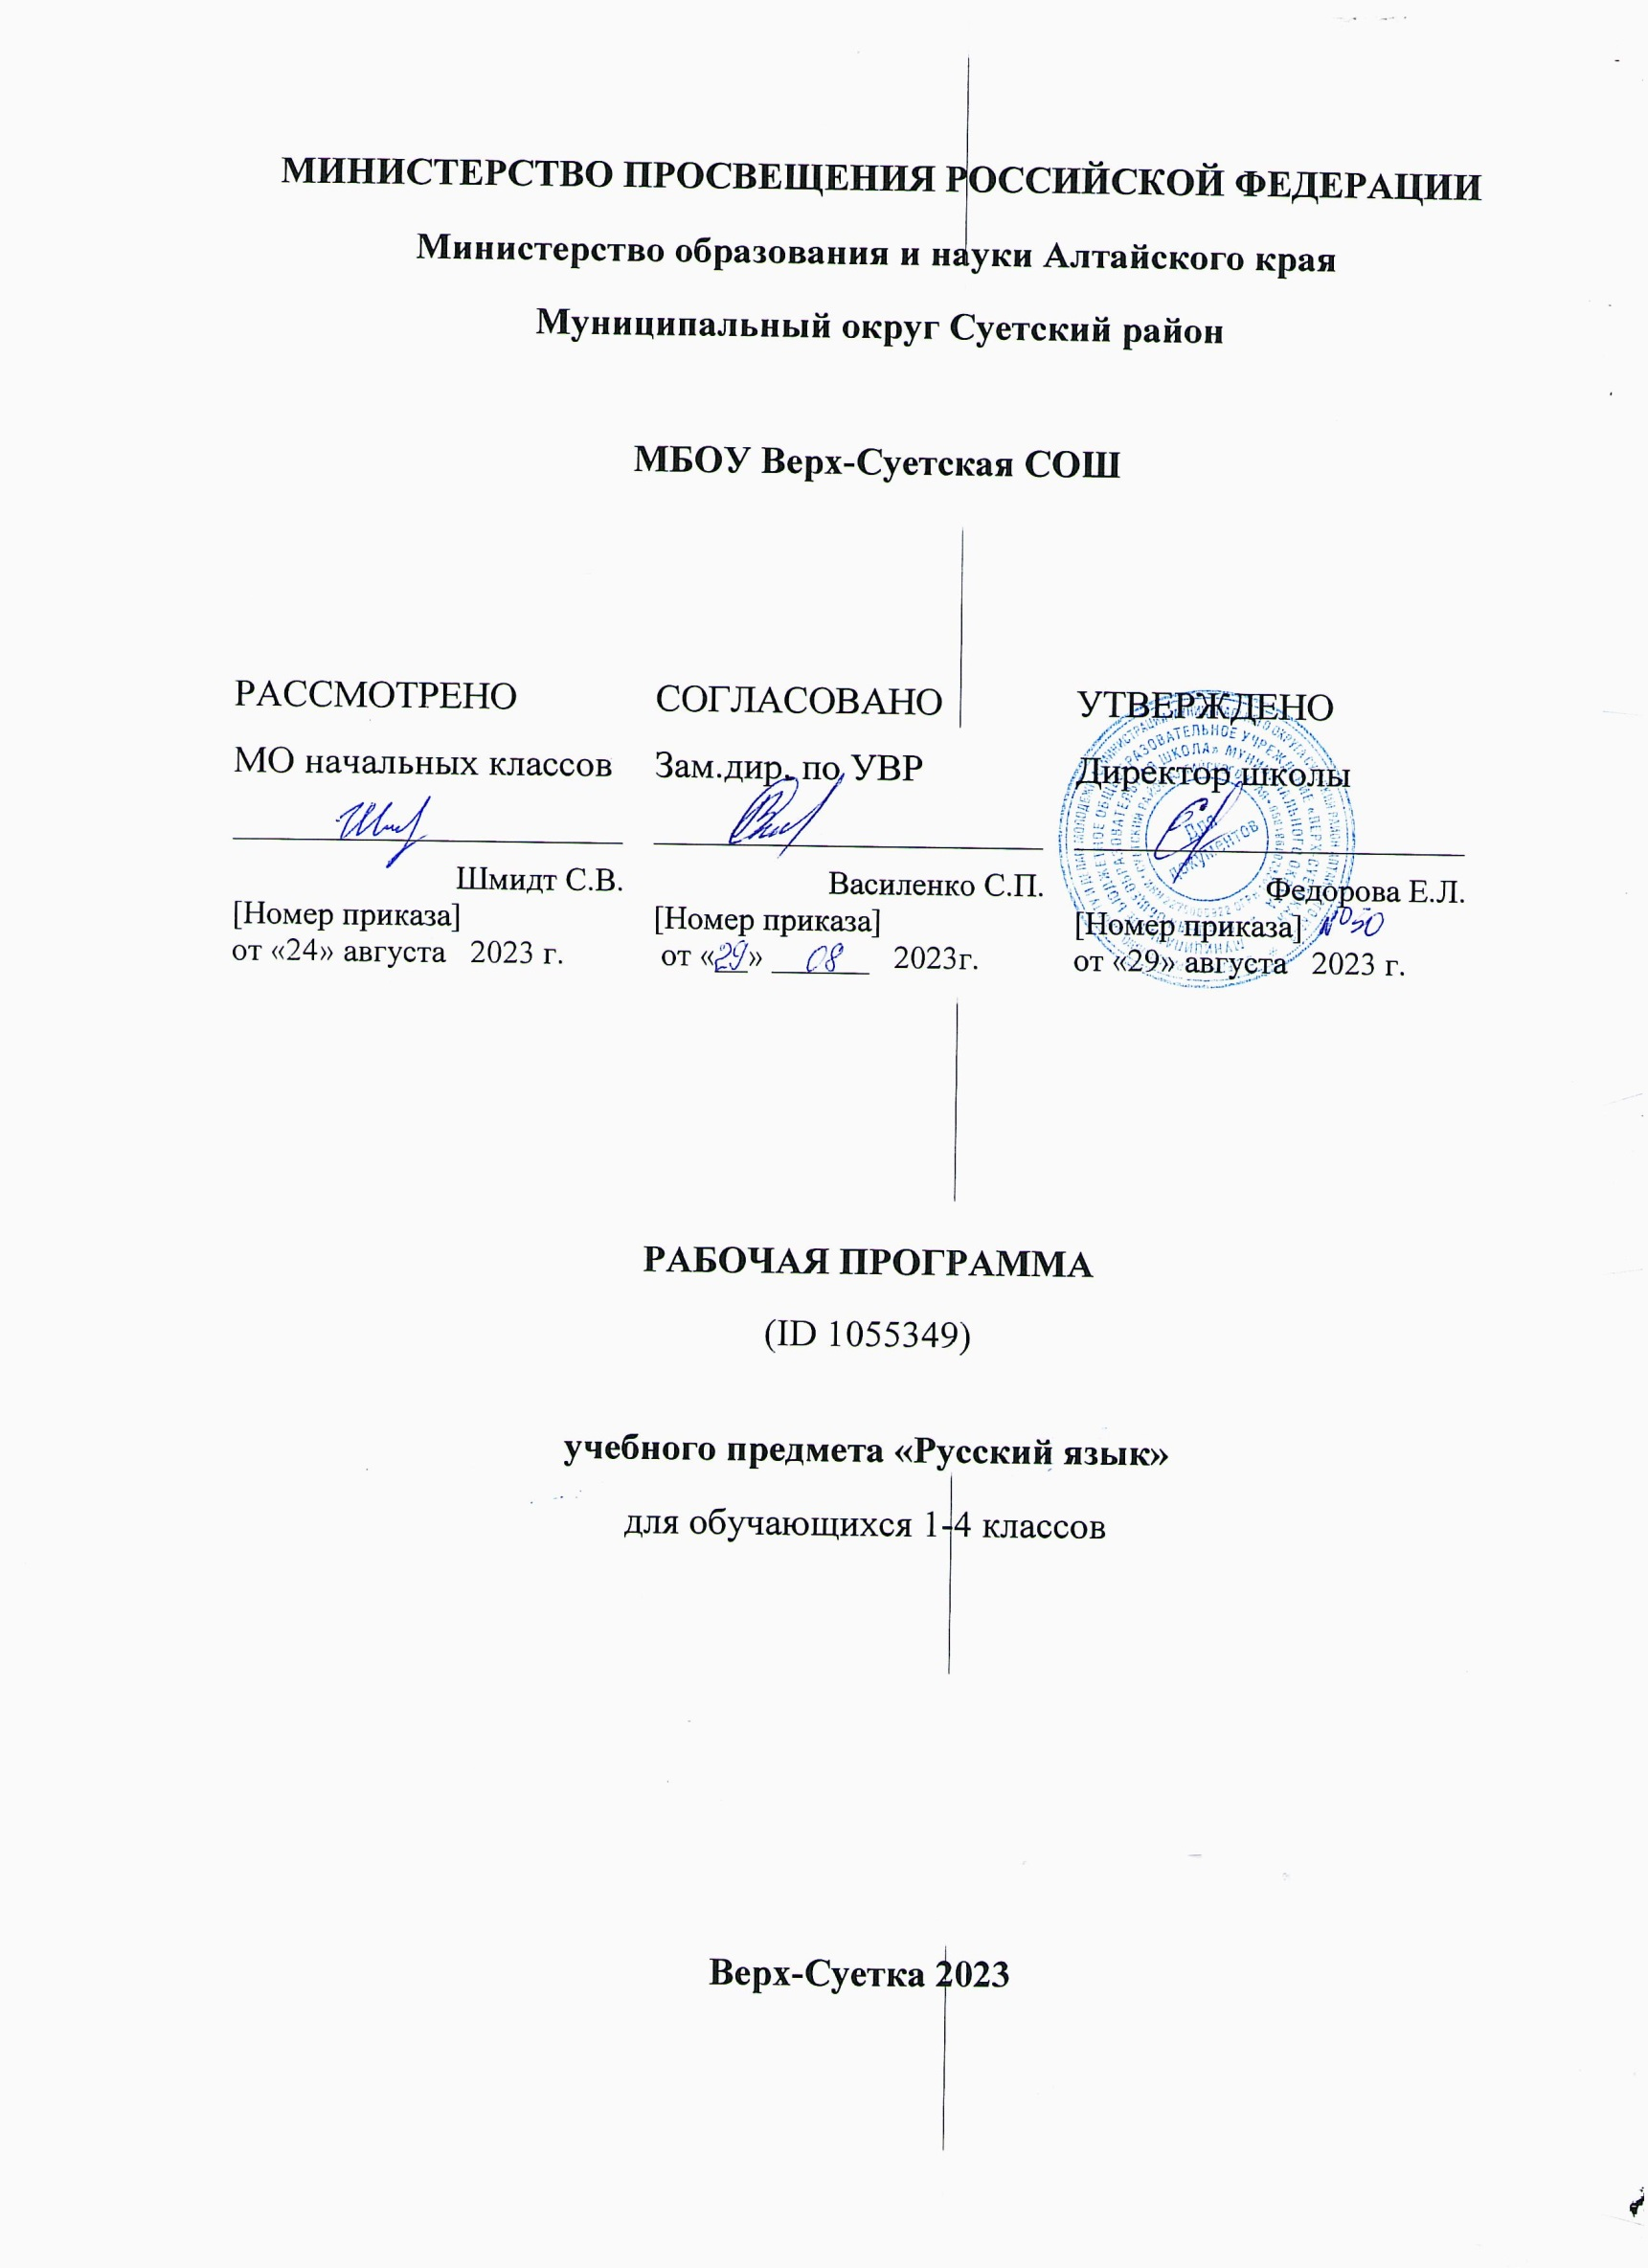 МИНИСТЕРСТВО ПРОСВЕЩЕНИЯ РОССИЙСКОЙ ФЕДЕРАЦИИ
Министерство образования и науки Алтайского края
Муниципальный округ Суетский район
МБОУ Верх-Суетская СОШ
РАССМОТРЕНО
МО начальных классов
Шмидт С.В.
[Номер приказа]
от «24» августа 2023 г.
СОГЛАСОВАНО
Зам.дир. по УВР
Василенко С.П.
[Номер приказа]
от «29» 08 2023г.
УТВЕРЖДЕНО
Директор школы
Для
документов
Федорова Е.Л.
[Номер приказа] №50
от «29» августа 2023 г.
РАБОЧАЯ ПРОГРАММА
(ID 1055349)
учебного предмета «Русский язык»
для обучающихся 1-4 классов
Верх-Суетка 2023